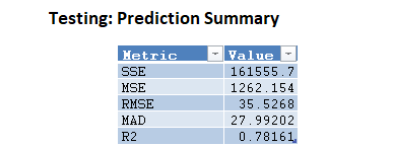 Testing: Prediction Summary
Metric Value
SSE 161555.7
MSE 1262.154
RMSE 35.5268
MAD 27.99202
R2 0.78161